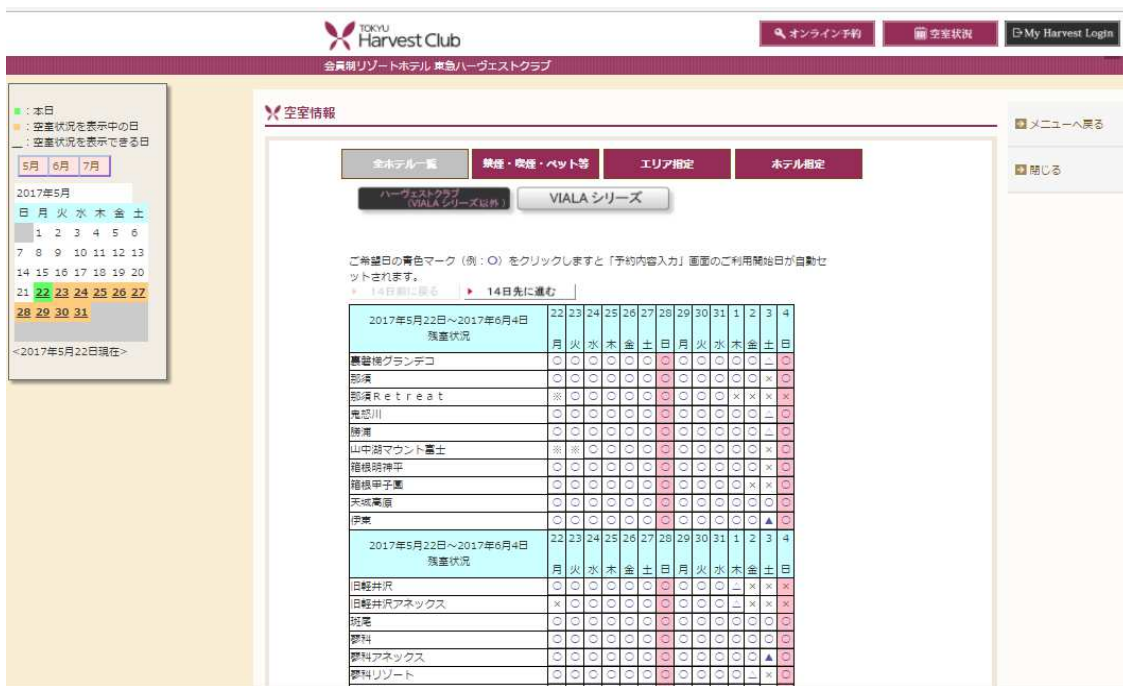 TOKYU
Harvest Club
オンライン予約
空室状況
My Harvest Login
会員制リゾートホテル 東急ハーヴェストクラブ
■：本日
■：空室状況を表示中の日
＿：空室状況を表示できる日
5月 6月 7月
2017年5月
日 月 火 水 木 金 土
1 2 3 4 5 6
7 8 9 10 11 12 13
14 15 16 17 18 19 20
21 22 23 24 25 26 27
28 29 30 31
<2017年5月22日現在>
空室情報
メニューへ戻る
閉じる
全ホテル一覧 禁煙・喫煙・ペット等 エリア指定 ホテル指定
ハーヴェストクラブ
（VIALAシリーズ以外）
VIALAシリーズ
ご希望日の青色マーク（例：○）をクリックしますと「予約内容入力」画面のご利用開始日が自動セ
ットされます。
14日前に戻る 14日先に進む
2017年5月22日～2017年6月4日 22 23 24 25 26 27 28 29 30 31 1 2 3 4
残室状況 月 火 水 木 金 土 日 月 火 水 木 金 土 日
裏磐梯グランデコ ○ ○ ○ ○ ○ ○ ○ ○ ○ ○ ○ ○ △ ○
那須 ○ ○ ○ ○ ○ ○ ○ ○ ○ ○ ○ ○ × ○
那須Ｒｅｔｒｅａｔ ※ ○ ○ ○ ○ ○ ○ ○ ○ ○ × × × ×
鬼怒川 ○ ○ ○ ○ ○ ○ ○ ○ ○ ○ ○ ○ △ ○
勝浦 ○ ○ ○ ○ ○ ○ ○ ○ ○ ○ ○ ○ △ ○
山中湖マウント富士 ※ ※ ○ ○ ○ ○ ○ ○ ○ ○ ○ ○ × ○
箱根明神平 ○ ○ ○ ○ ○ ○ ○ ○ ○ ○ ○ ○ × ○
箱根甲子園 ○ ○ ○ ○ ○ ○ ○ ○ ○ ○ ○ × × ○
天城高原 ○ ○ ○ ○ ○ ○ ○ ○ ○ ○ ○ ○ ○ ○
伊東 ○ ○ ○ ○ ○ ○ ○ ○ ○ ○ ○ ○ ▲ ○
2017年5月22日～2017年6月4日 22 23 24 25 26 27 28 29 30 31 1 2 3 4
残室状況 月 火 水 木 金 土 日 月 火 水 木 金 土 日
旧軽井沢 ○ ○ ○ ○ ○ ○ ○ ○ ○ ○ △ × × ×
旧軽井沢アネックス × ○ ○ ○ ○ ○ ○ ○ ○ ○ △ × × ×
斑尾 ○ ○ ○ ○ ○ ○ ○ ○ ○ ○ ○ ○ ○ ○
蓼科 ○ ○ ○ ○ ○ ○ ○ ○ ○ ○ ○ ○ ○ ○
蓼科アネックス ○ ○ ○ ○ ○ ○ ○ ○ ○ ○ ○ ○ ▲ ○
蓼科リゾート ○ ○ ○ ○ ○ ○ ○ ○ ○ ○ ○ △ × ○